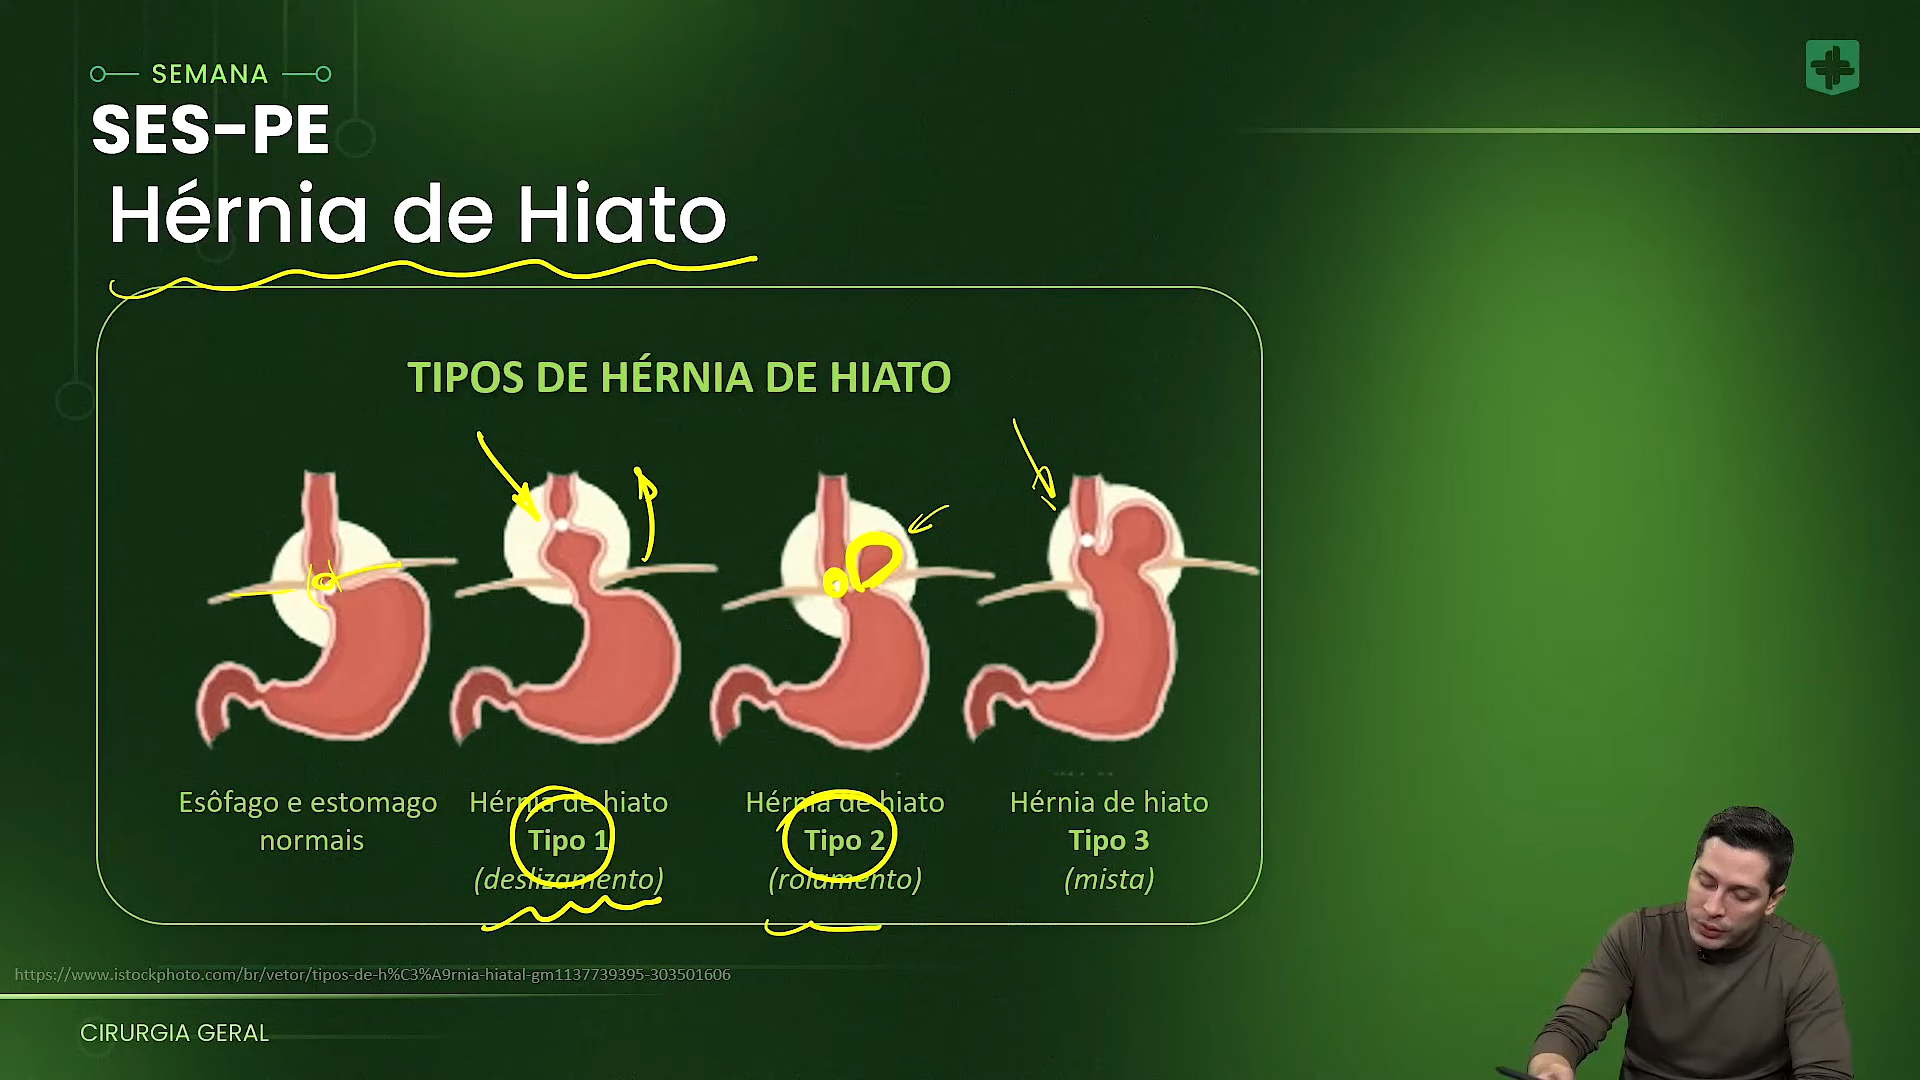 SEMANA
SES-PE
Hérnia de Hiato
TIPOS DE HÉRNIA DE HIATO
Esôfago e estomago
normais
Hérnia de hiato
Tipo 1
(deslizamento)
Hérnia de hiato
Tipo 2
(rolamento)
Hérnia de hiato
Tipo 3
(mista)
https://www.istockphoto.com/br/vetor/tipos-de-h%C3%A9rnia-hiatal-gm1137739395-303501606
CIRURGIA GERAL